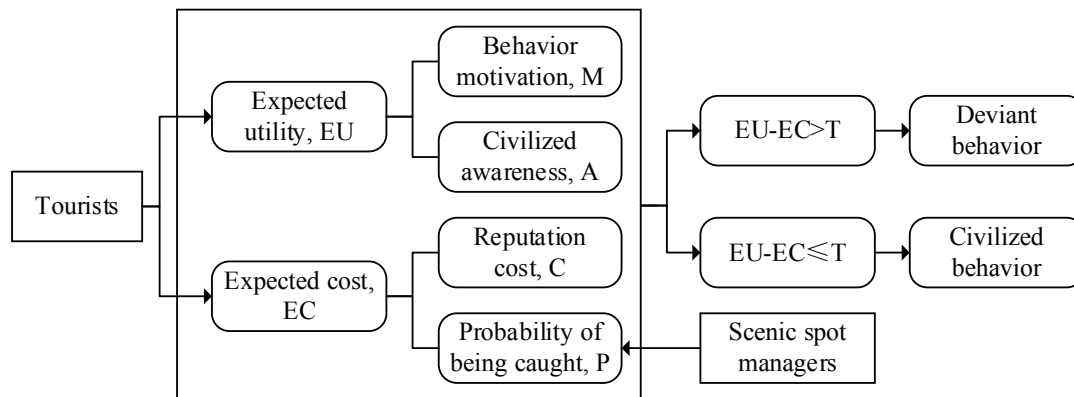 Tourists
Expected
utility, EU
Behavior
motivation, M
Civilized
awareness, A
Expected cost,
EC
Reputation
cost, C
Probability of
being caught, P
EU-EC>T
Deviant
behavior
EU-EC≤T
Civilized
behavior
Scenic spot
managers